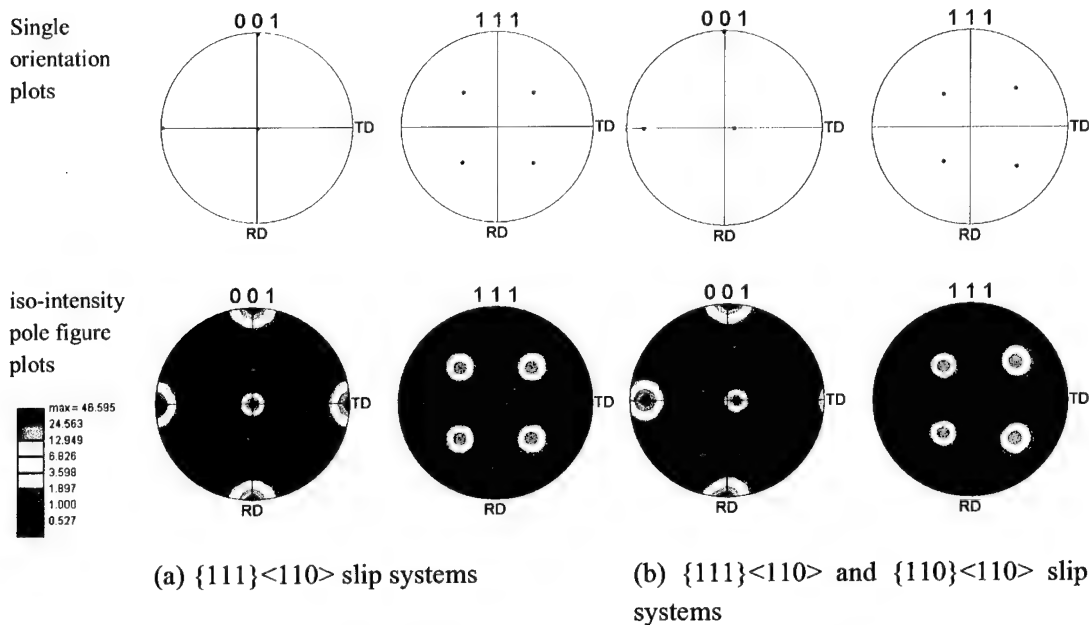 Single
orientation
plots
0 0 1
1 1 1
0 0 1
1 1 1
TD
TD
TD
TD
RD
RD
RD
RD
iso-intensity
pole figure
plots
0 0 1
1 1 1
0 0 1
1 1 1
TD
TD
TD
TD
RD
RD
RD
RD
max = 46.595
24.563
12.949
6.826
3.598
1.897
1.000
0.527
(a) {111}<110> slip systems
(b) {111}<110> and {110}<110> slip
systems